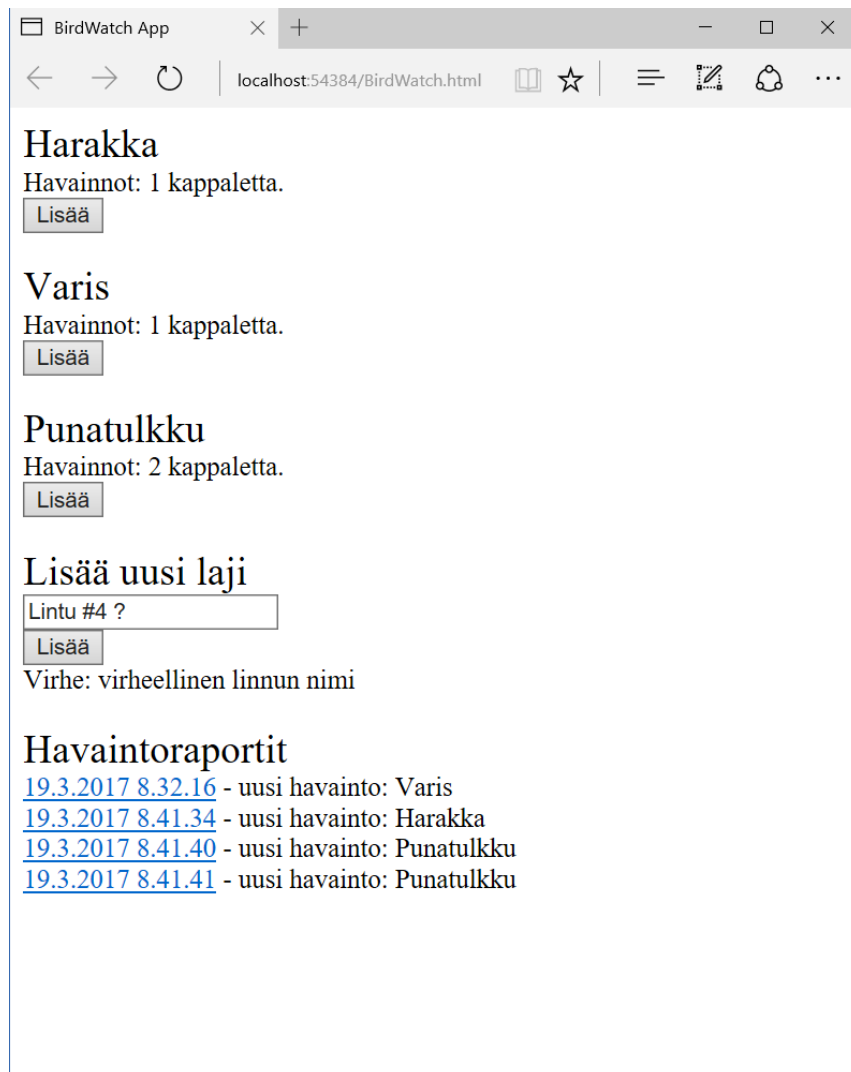 BirdWatch App
localhost:54384/BirdWatch.html
Harakka
Havainnot: 1 kappaletta.
Lisää
Varis
Havainnot: 1 kappaletta.
Lisää
Punatulkku
Havainnot: 2 kappaletta.
Lisää
Lisää uusi laji
Lintu #4 ?
Lisää
Virhe: virheellinen linnun nimi
Havaintoraportit
19.3.2017 8.32.16 - uusi havainto: Varis
19.3.2017 8.41.34 - uusi havainto: Harakka
19.3.2017 8.41.40 - uusi havainto: Punatulkku
19.3.2017 8.41.41 - uusi havainto: Punatulkku